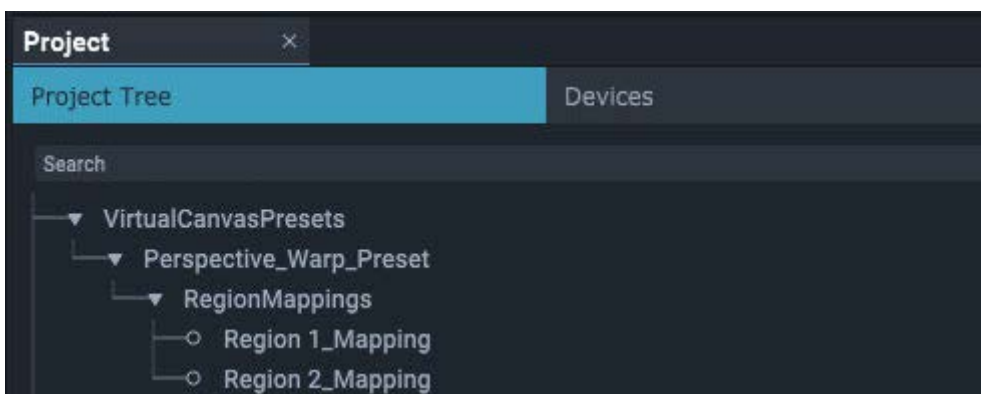 Project ×
Project Tree Devices
Search
VirtualCanvasPresets
Perspective_Warp_Preset
RegionMappings
Region 1_Mapping
Region 2_Mapping